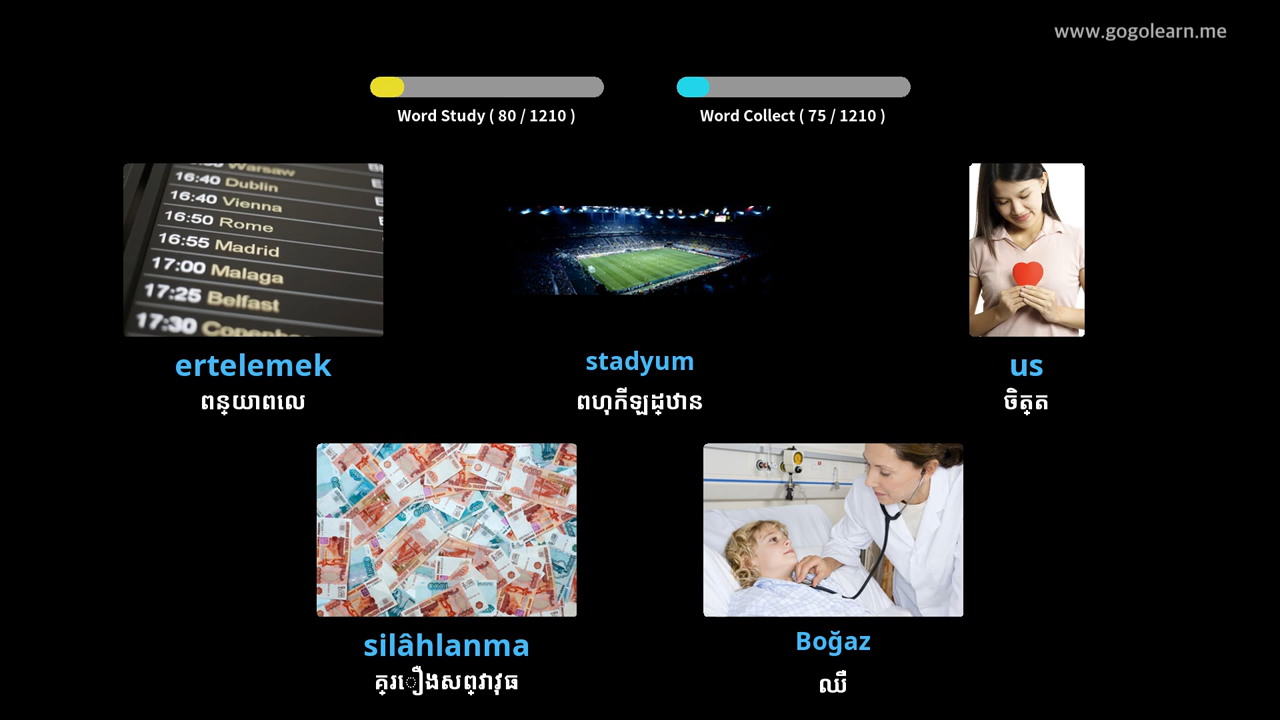 www.gogolearn.me
Word Study ( 80 / 1210 )
Word Collect ( 75 / 1210 )
Warsaw
16:40 Dublin
16:40 Vienna
16:50 Rome
16:55 Madrid
17:00 Malaga
17:25 Belfast
17:30
ertelemek
ពន្យាពលេ
stadyum
ពហុកីឡដ្ឋាន
us
ចិត្ត
silâhlanma
គ្រឿងសព្វាវុធ
Boğaz
ឈឺ